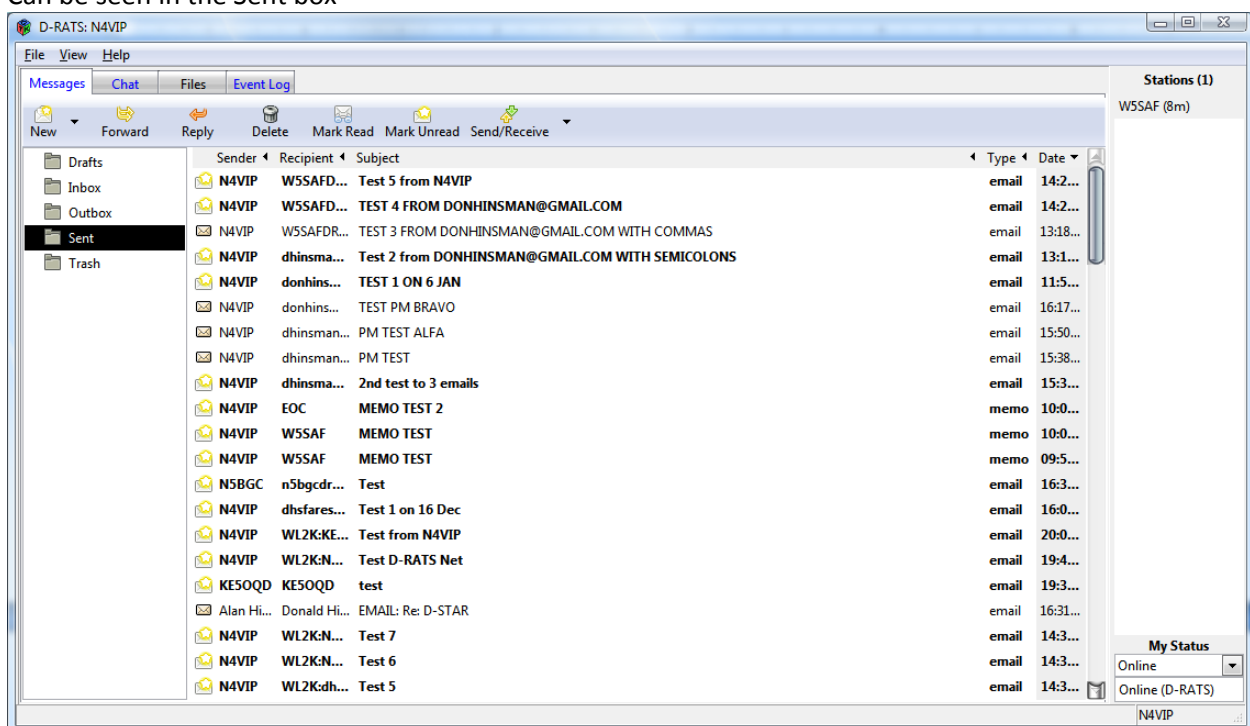 Can be seen in the Sent box
D-RATS: N4VIP
File View Help
Messages Chat Files Event Log
Stations (1)
W5SAF (8m)
New Forward Reply Delete Mark Read Mark Unread Send/Receive
Drafts
Inbox
Outbox
Sent
Trash
Sender Recipient Subject Type Date
N4VIP W5SAFD... Test 5 from N4VIP email 14:2...
N4VIP W5SAFD... TEST 4 FROM DONHINSMAN@GMAIL.COM email 14:2...
N4VIP W5SAFDR... TEST 3 FROM DONHINSMAN@GMAIL.COM WITH COMMAS email 13:18...
N4VIP dhinsma... Test 2 from DONHINSMAN@GMAIL.COM WITH SEMICOLONS email 13:1...
N4VIP donhins... TEST 1 ON 6 JAN email 11:5...
N4VIP donhins... TEST PM BRAVO email 16:17...
N4VIP dhinsman... PM TEST ALFA email 15:50...
N4VIP dhinsman... PM TEST email 15:38...
N4VIP dhinsma... 2nd test to 3 emails email 15:3...
N4VIP EOC MEMO TEST 2 memo 10:0...
N4VIP W5SAF MEMO TEST memo 10:0...
N4VIP W5SAF MEMO TEST memo 09:5...
N5BGC n5bgcdr... Test email 16:3...
N4VIP dhsfares... Test 1 on 16 Dec email 16:0...
N4VIP WL2K:KE... Test from N4VIP email 20:0...
N4VIP WL2K:N... Test D-RATS Net email 19:4...
KE5OQD KE5OQD test email 19:3...
Alan Hi... Donald Hi... EMAIL: Re: D-STAR email 16:31...
N4VIP WL2K:N... Test 7 email 14:3...
N4VIP WL2K:N... Test 6 email 14:3...
N4VIP WL2K:dh... Test 5 email 14:3...
My Status
Online
Online (D-RATS)
N4VIP